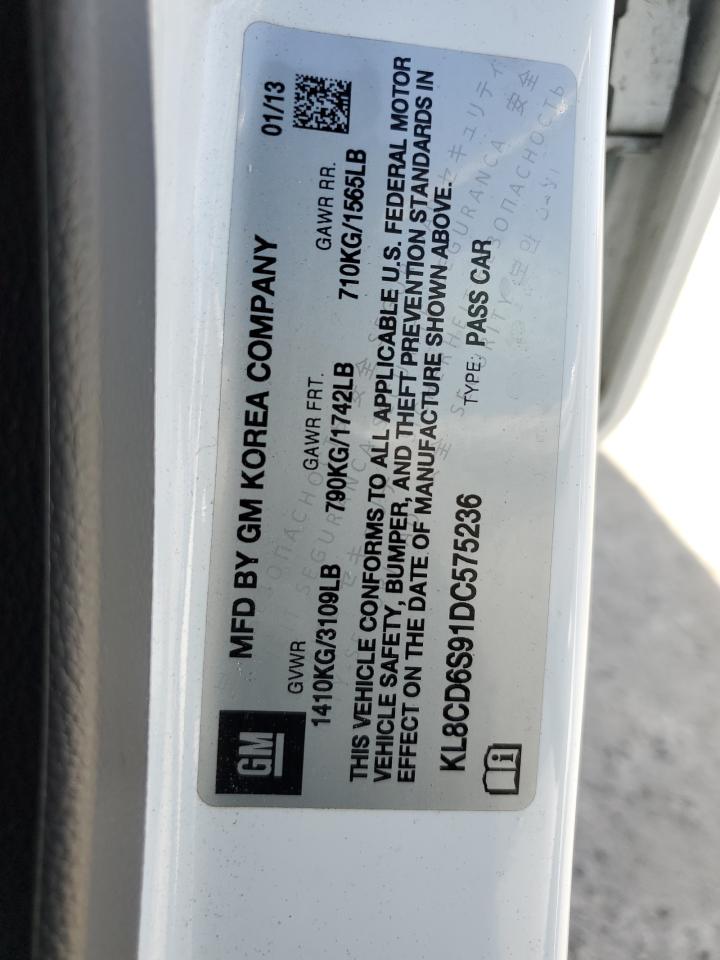 MFD BY GM KOREA COMPANY 01/13
GM
GVWR GAWR FRT. GAWR RR.
1410KG/3109LB 790KG/1742LB 710KG/1565LB
THIS VEHICLE CONFORMS TO ALL APPLICABLE U.S. FEDERAL MOTOR
VEHICLE SAFETY, BUMPER, AND THEFT PREVENTION STANDARDS IN
EFFECT ON THE DATE OF MANUFACTURE SHOWN ABOVE.
KL8CD6S91DC575236 TYPE: PASS CAR